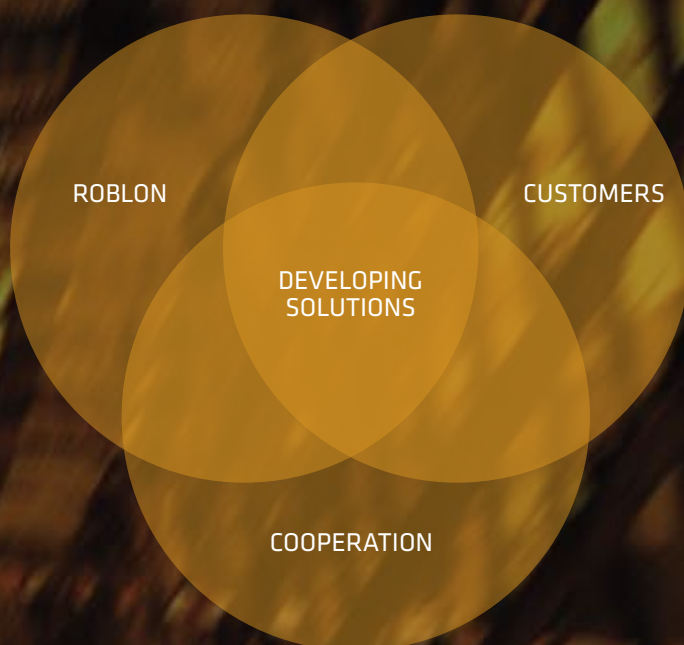 ROBLON
CUSTOMERS
DEVELOPING
SOLUTIONS
COOPERATION